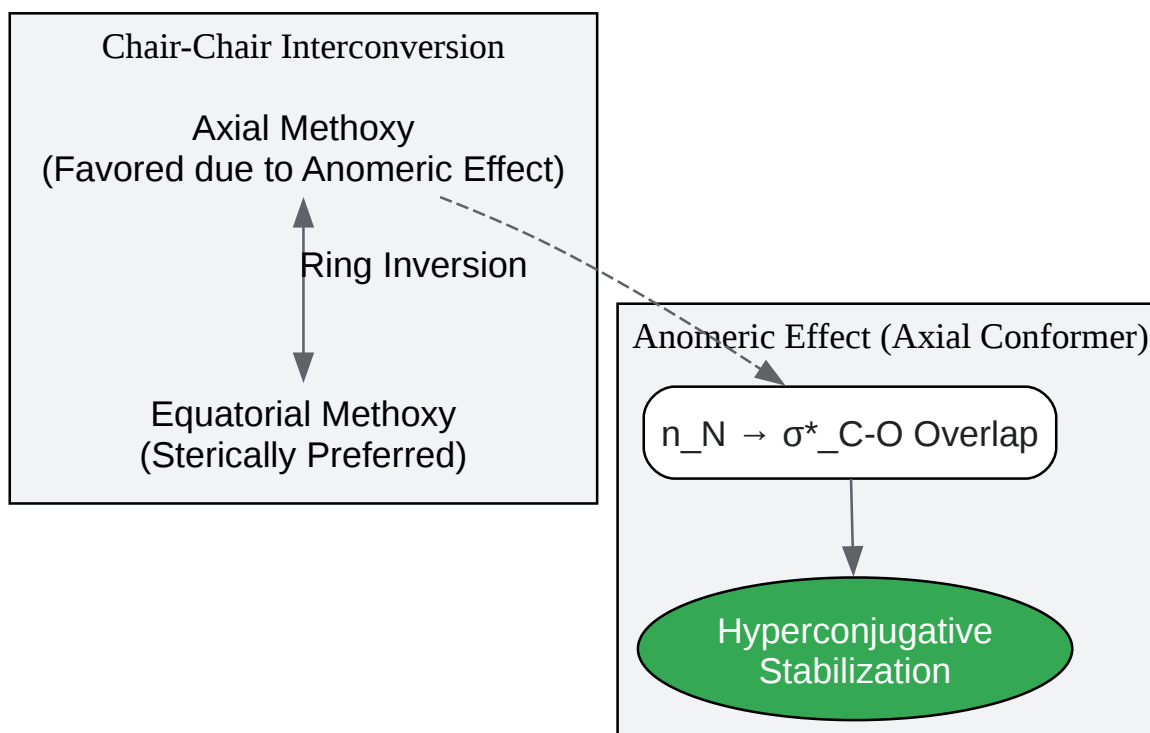 Chair-Chair Interconversion
Axial Methoxy
(Favored due to Anomeric Effect)
Ring Inversion
Equatorial Methoxy
(Sterically Preferred)
Anomeric Effect (Axial Conformer)
n_N → σ*_C-O Overlap
Hyperconjugative
Stabilization